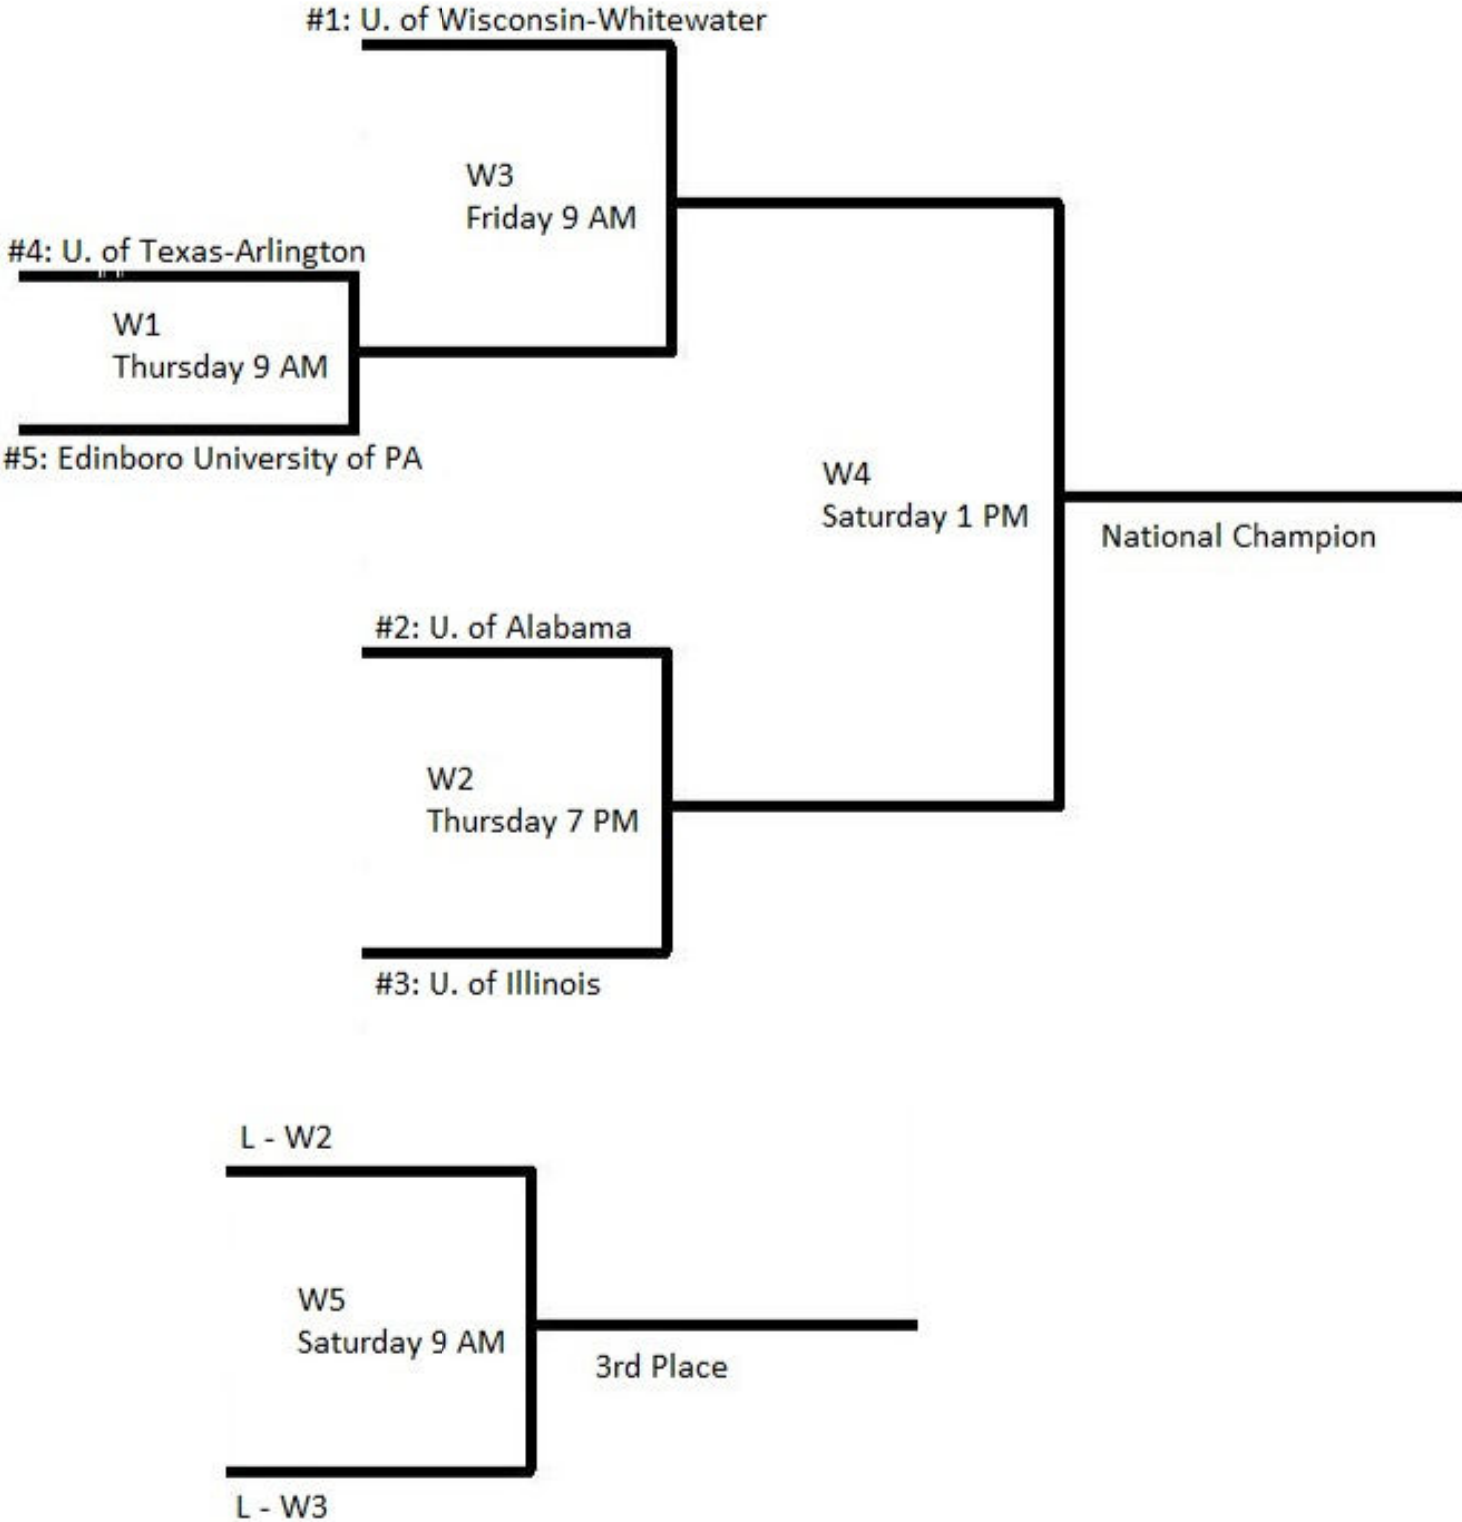 #1: U. of Wisconsin-Whitewater
W3
Friday 9 AM
#4: U. of Texas-Arlington
W1
Thursday 9 AM
#5: Edinboro University of PA
W4
Saturday 1 PM
National Champion
#2: U. of Alabama
W2
Thursday 7 PM
#3: U. of Illinois
L - W2
W5
Saturday 9 AM
3rd Place
L - W3